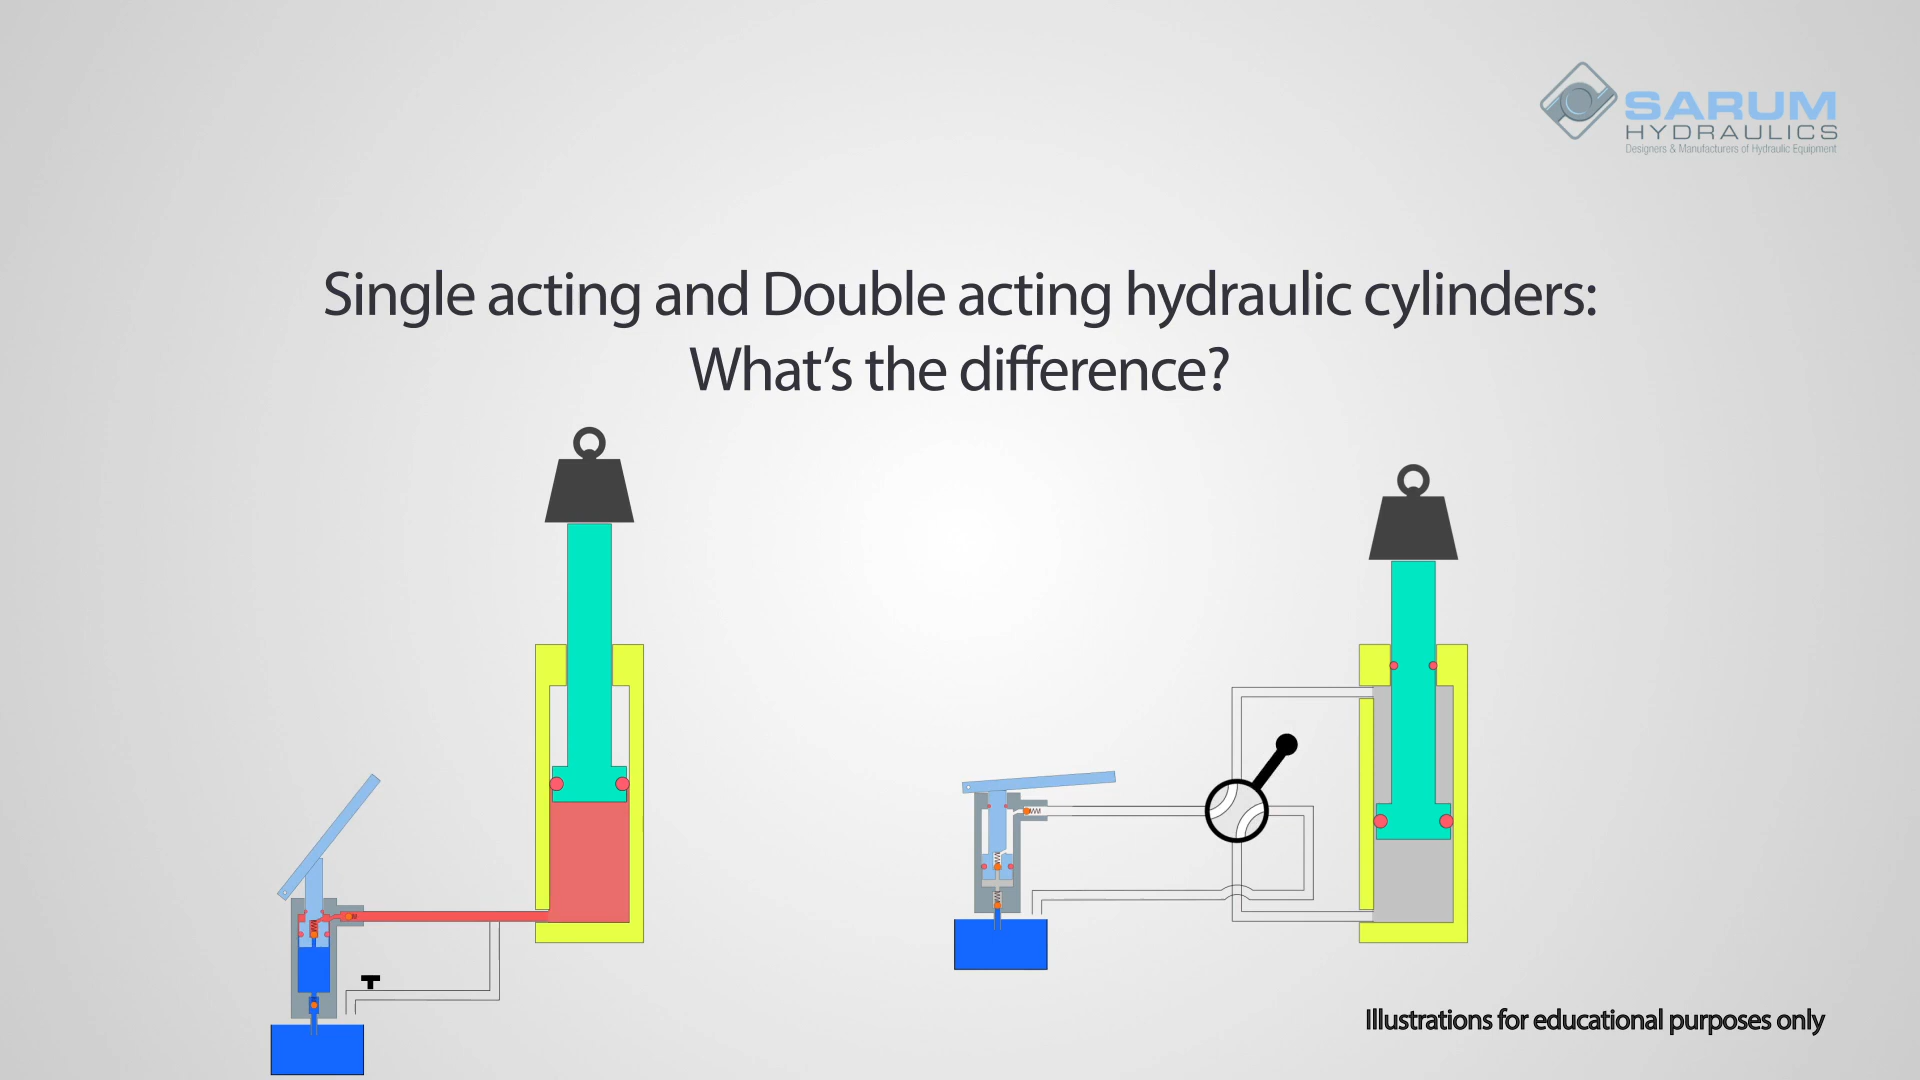 SARUM
HYDRAULICS
Designers & Manufacturers of Hydraulic Equipment
Single acting and Double acting hydraulic cylinders:
What’s the difference?
Illustrations for educational purposes only